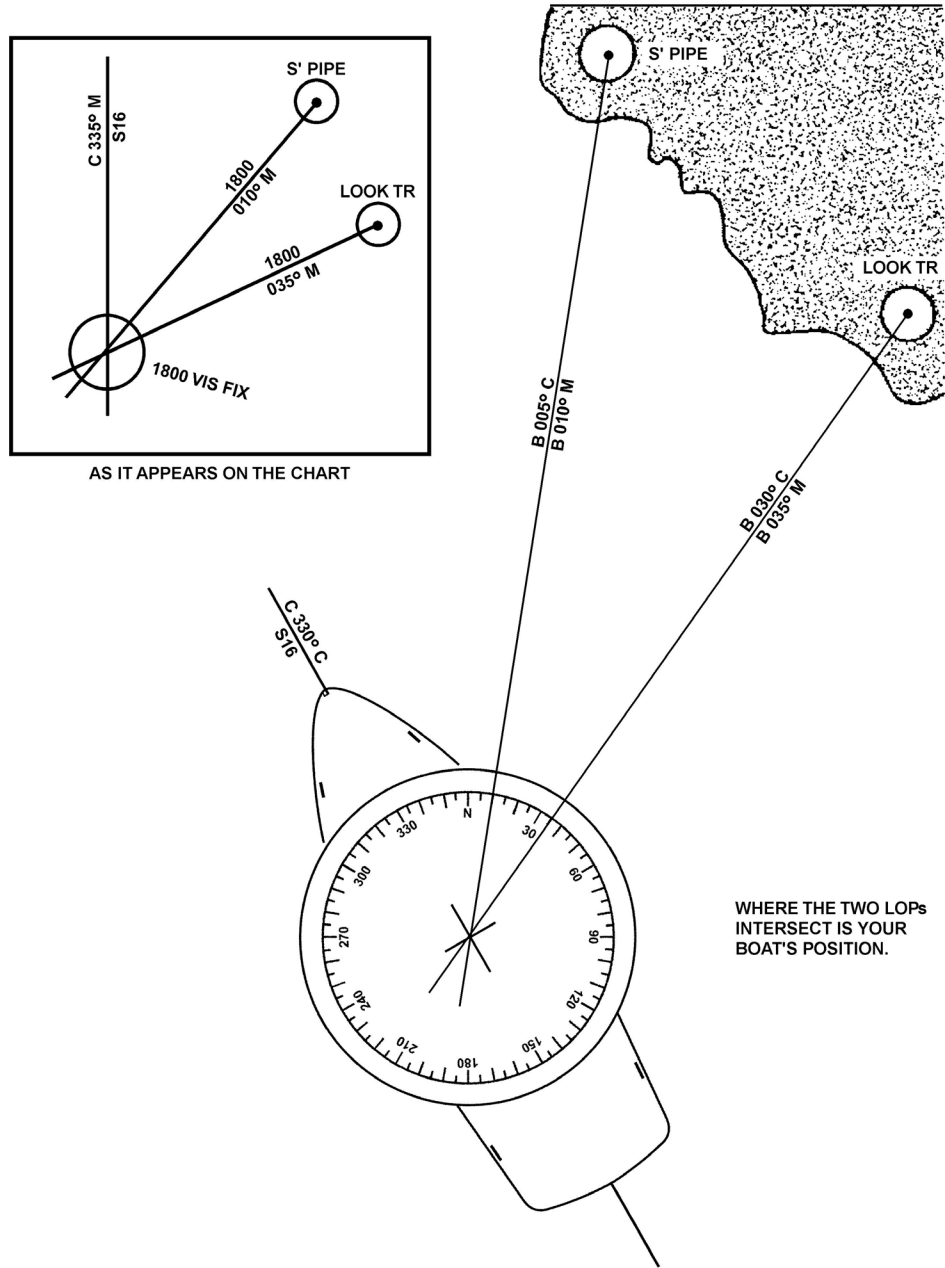 S' PIPE
C 335° M
S16
1800
010° M
LOOK TR
1800
035° M
1800 VIS FIX
AS IT APPEARS ON THE CHART
S' PIPE
LOOK TR
B 005° C
B 010° M
B 030° C
B 035° M
C 330° C
S16
N
30
60
90
120
150
180
210
240
270
300
330
WHERE THE TWO LOPs
INTERSECT IS YOUR
BOAT'S POSITION.